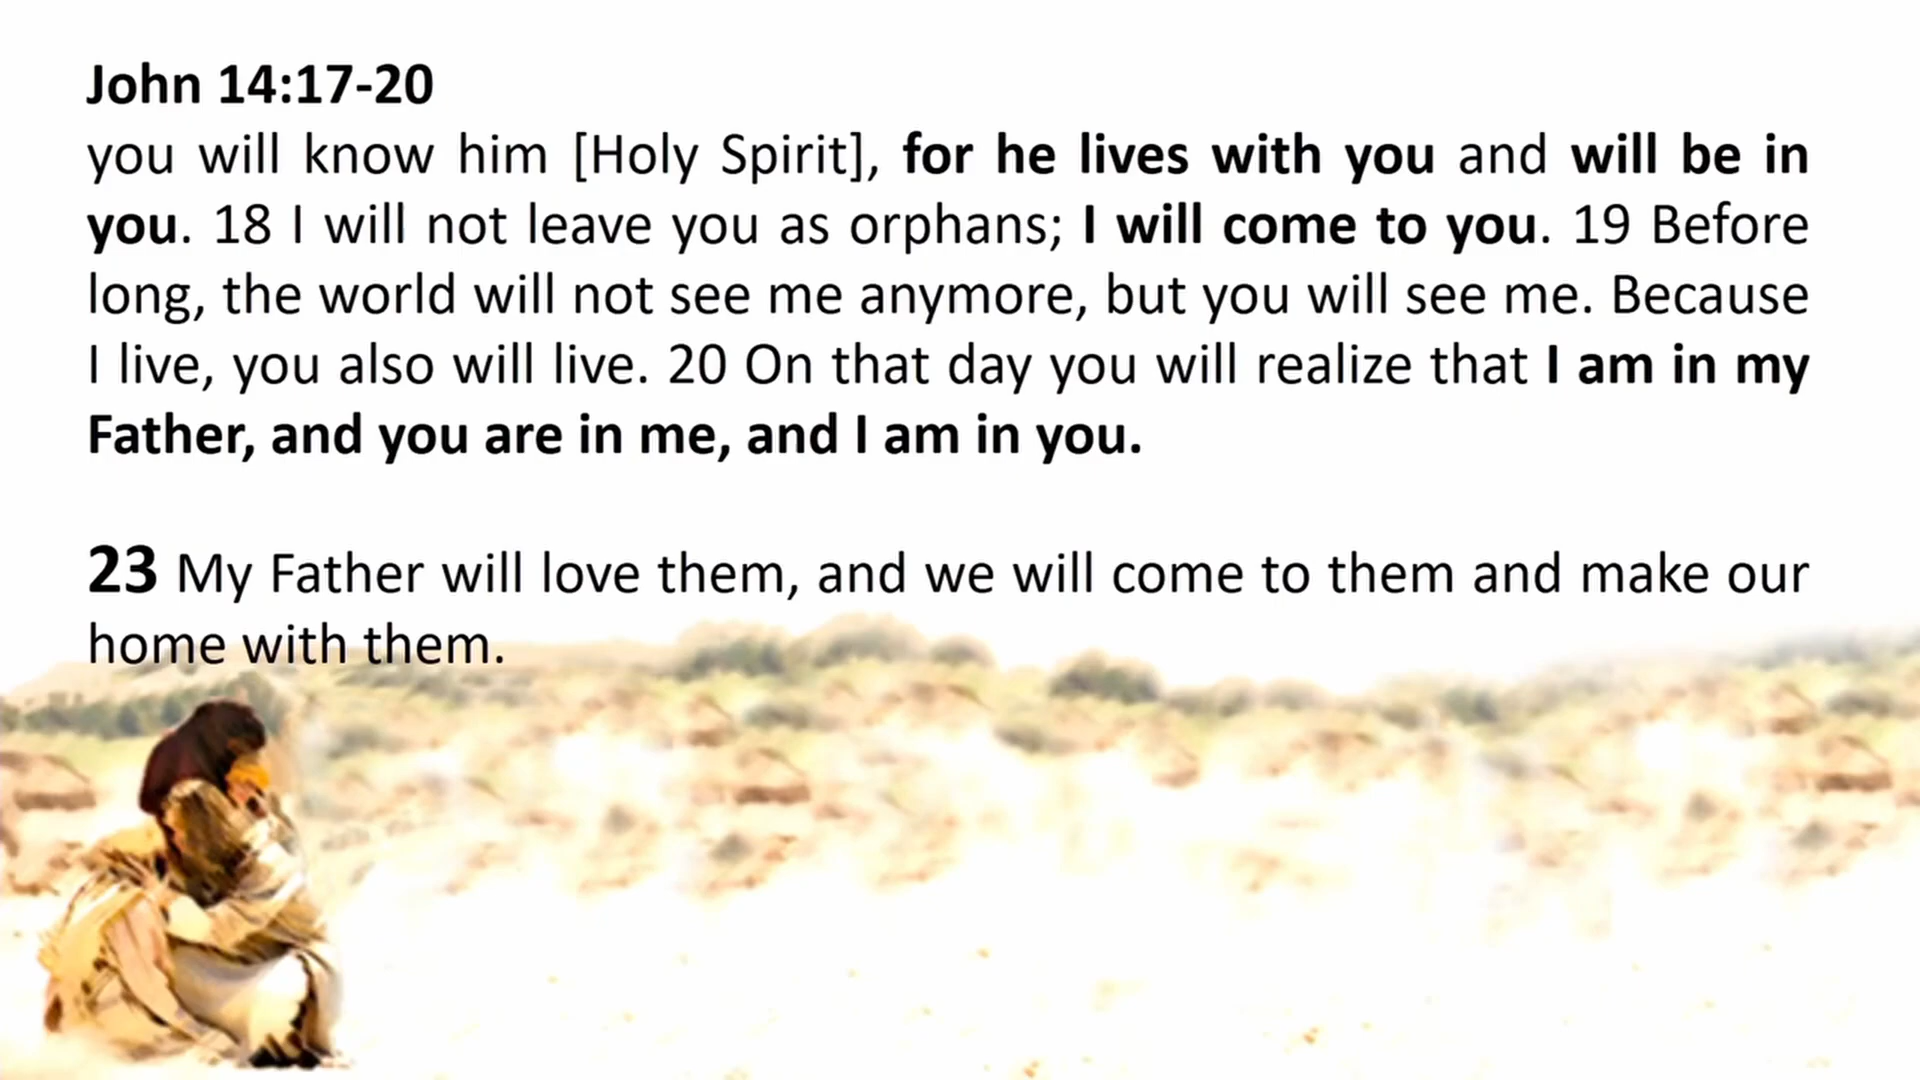 John 14:17-20
you will know him [Holy Spirit], for he lives with you and will be in
you. 18 I will not leave you as orphans; I will come to you. 19 Before
long, the world will not see me anymore, but you will see me. Because
I live, you also will live. 20 On that day you will realize that I am in my
Father, and you are in me, and I am in you.
23 My Father will love them, and we will come to them and make our
home with them.